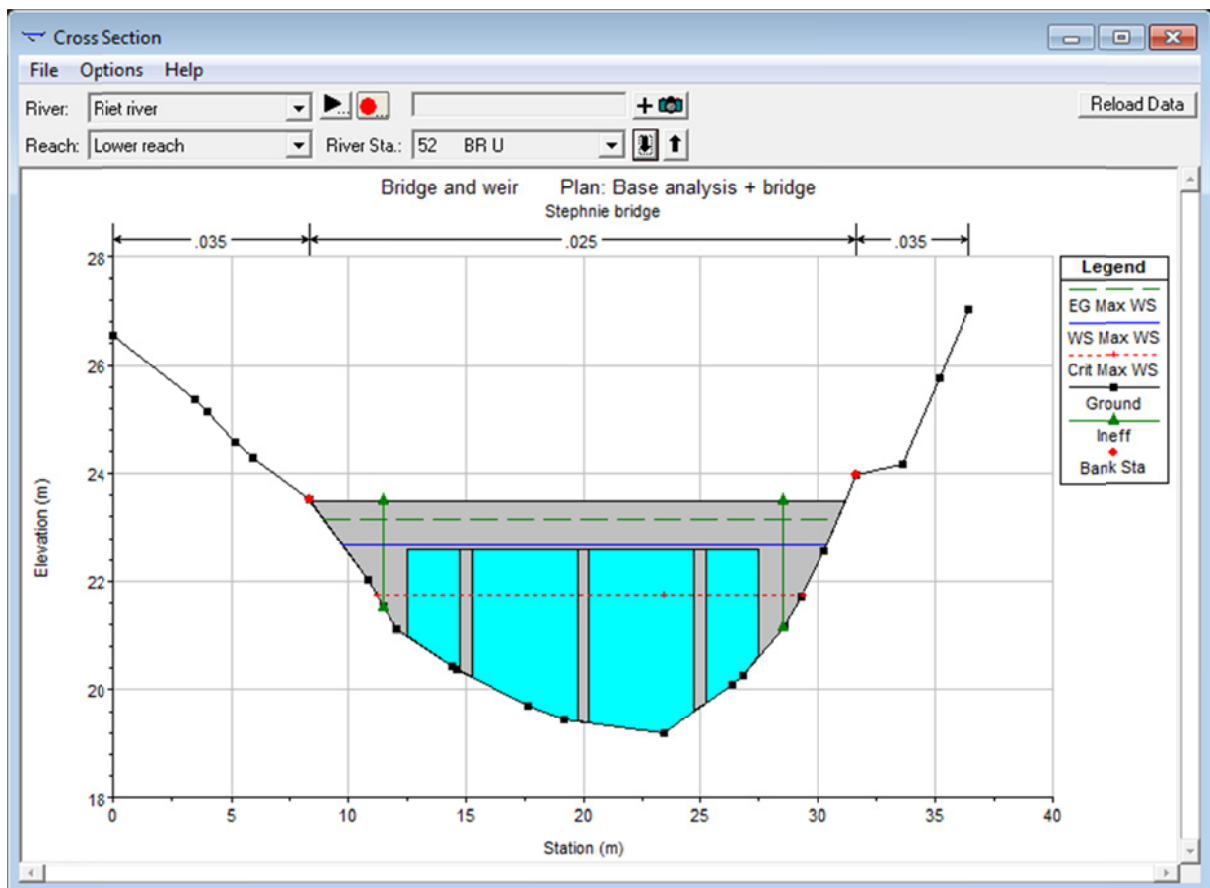 Cross Section
File Options Help
River: Riet river
Reload Data
Reach: Lower reach River Sta.: 52 BR U
Bridge and weir Plan: Base analysis + bridge
Stephnie bridge
.035 .025 .035
28
26
24
22
20
18
Elevation (m)
0 5 10 15 20 25 30 35 40
Station (m)
Legend
EG Max WS
WS Max WS
Crit Max WS
Ground
Ineff
Bank Sta